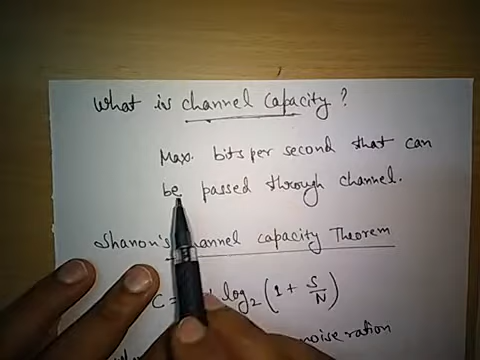 What is channel capacity?
Max. bits per second that can
be passed through channel.
Shanon's channel capacity Theorem
C = log2 (1 + S/N)
noise ration